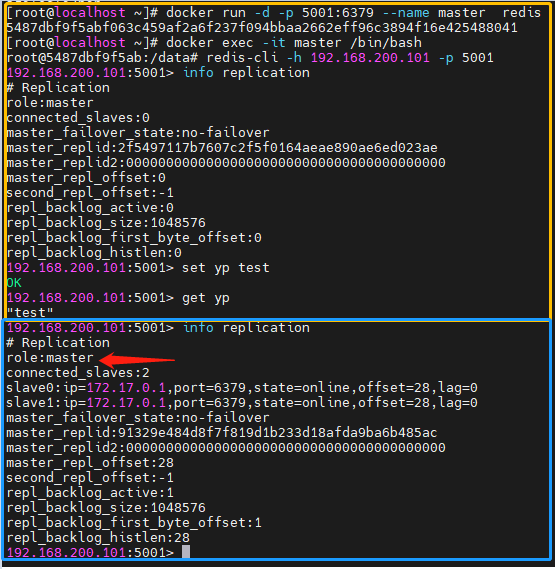 [root@localhost ~]# docker run -d -p 5001:6379 --name master  redis
5487dbf9f5abf063c459af2a6f237f094bbaa2662eff96c3894f16e425488041
[root@localhost ~]# docker exec -it master /bin/bash
root@5487dbf9f5ab:/data# redis-cli -h 192.168.200.101 -p 5001
192.168.200.101:5001> info replication
# Replication
role:master
connected_slaves:0
master_failover_state:no-failover
master_replid:2f5497117b7607c2f5f0164aeae890ae6ed023ae
master_replid2:0000000000000000000000000000000000000000
master_repl_offset:0
second_repl_offset:-1
repl_backlog_active:0
repl_backlog_size:1048576
repl_backlog_first_byte_offset:0
repl_backlog_histlen:0
192.168.200.101:5001> set yp test
OK
192.168.200.101:5001> get yp
"test"
192.168.200.101:5001> info replication
# Replication
role:master
connected_slaves:2
slave0:ip=172.17.0.1,port=6379,state=online,offset=28,lag=0
slave1:ip=172.17.0.1,port=6379,state=online,offset=28,lag=0
master_failover_state:no-failover
master_replid:91329e484d8f7f819d1b233d18afda9ba6b485ac
master_replid2:0000000000000000000000000000000000000000
master_repl_offset:28
second_repl_offset:-1
repl_backlog_active:1
repl_backlog_size:1048576
repl_backlog_first_byte_offset:1
repl_backlog_histlen:28
192.168.200.101:5001>